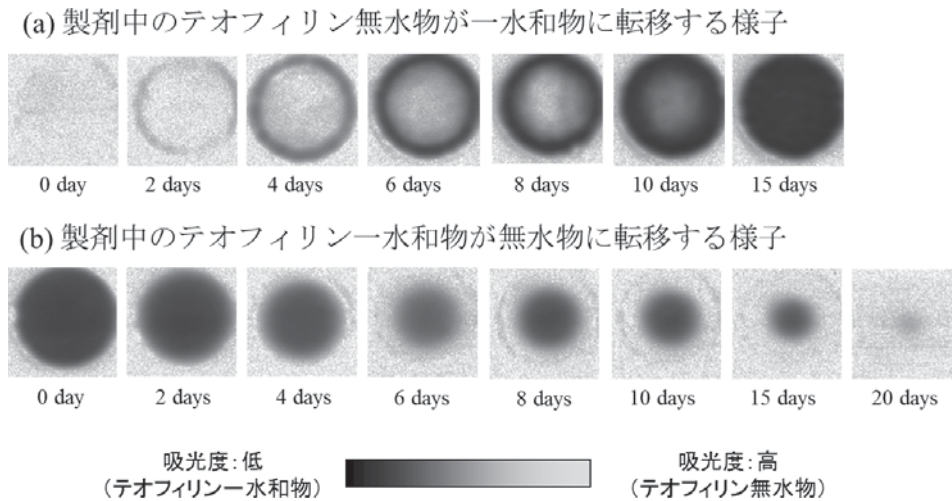 (a) 製剤中のテオフィリン無水物が一水和物に転移する様子
0 day 2 days 4 days 6 days 8 days 10 days 15 days
(b) 製剤中のテオフィリン一水和物が無水物に転移する様子
0 day 2 days 4 days 6 days 8 days 10 days 15 days 20 days
吸光度：低 吸光度：高
(テオフィリン一水和物) (テオフィリン無水物)